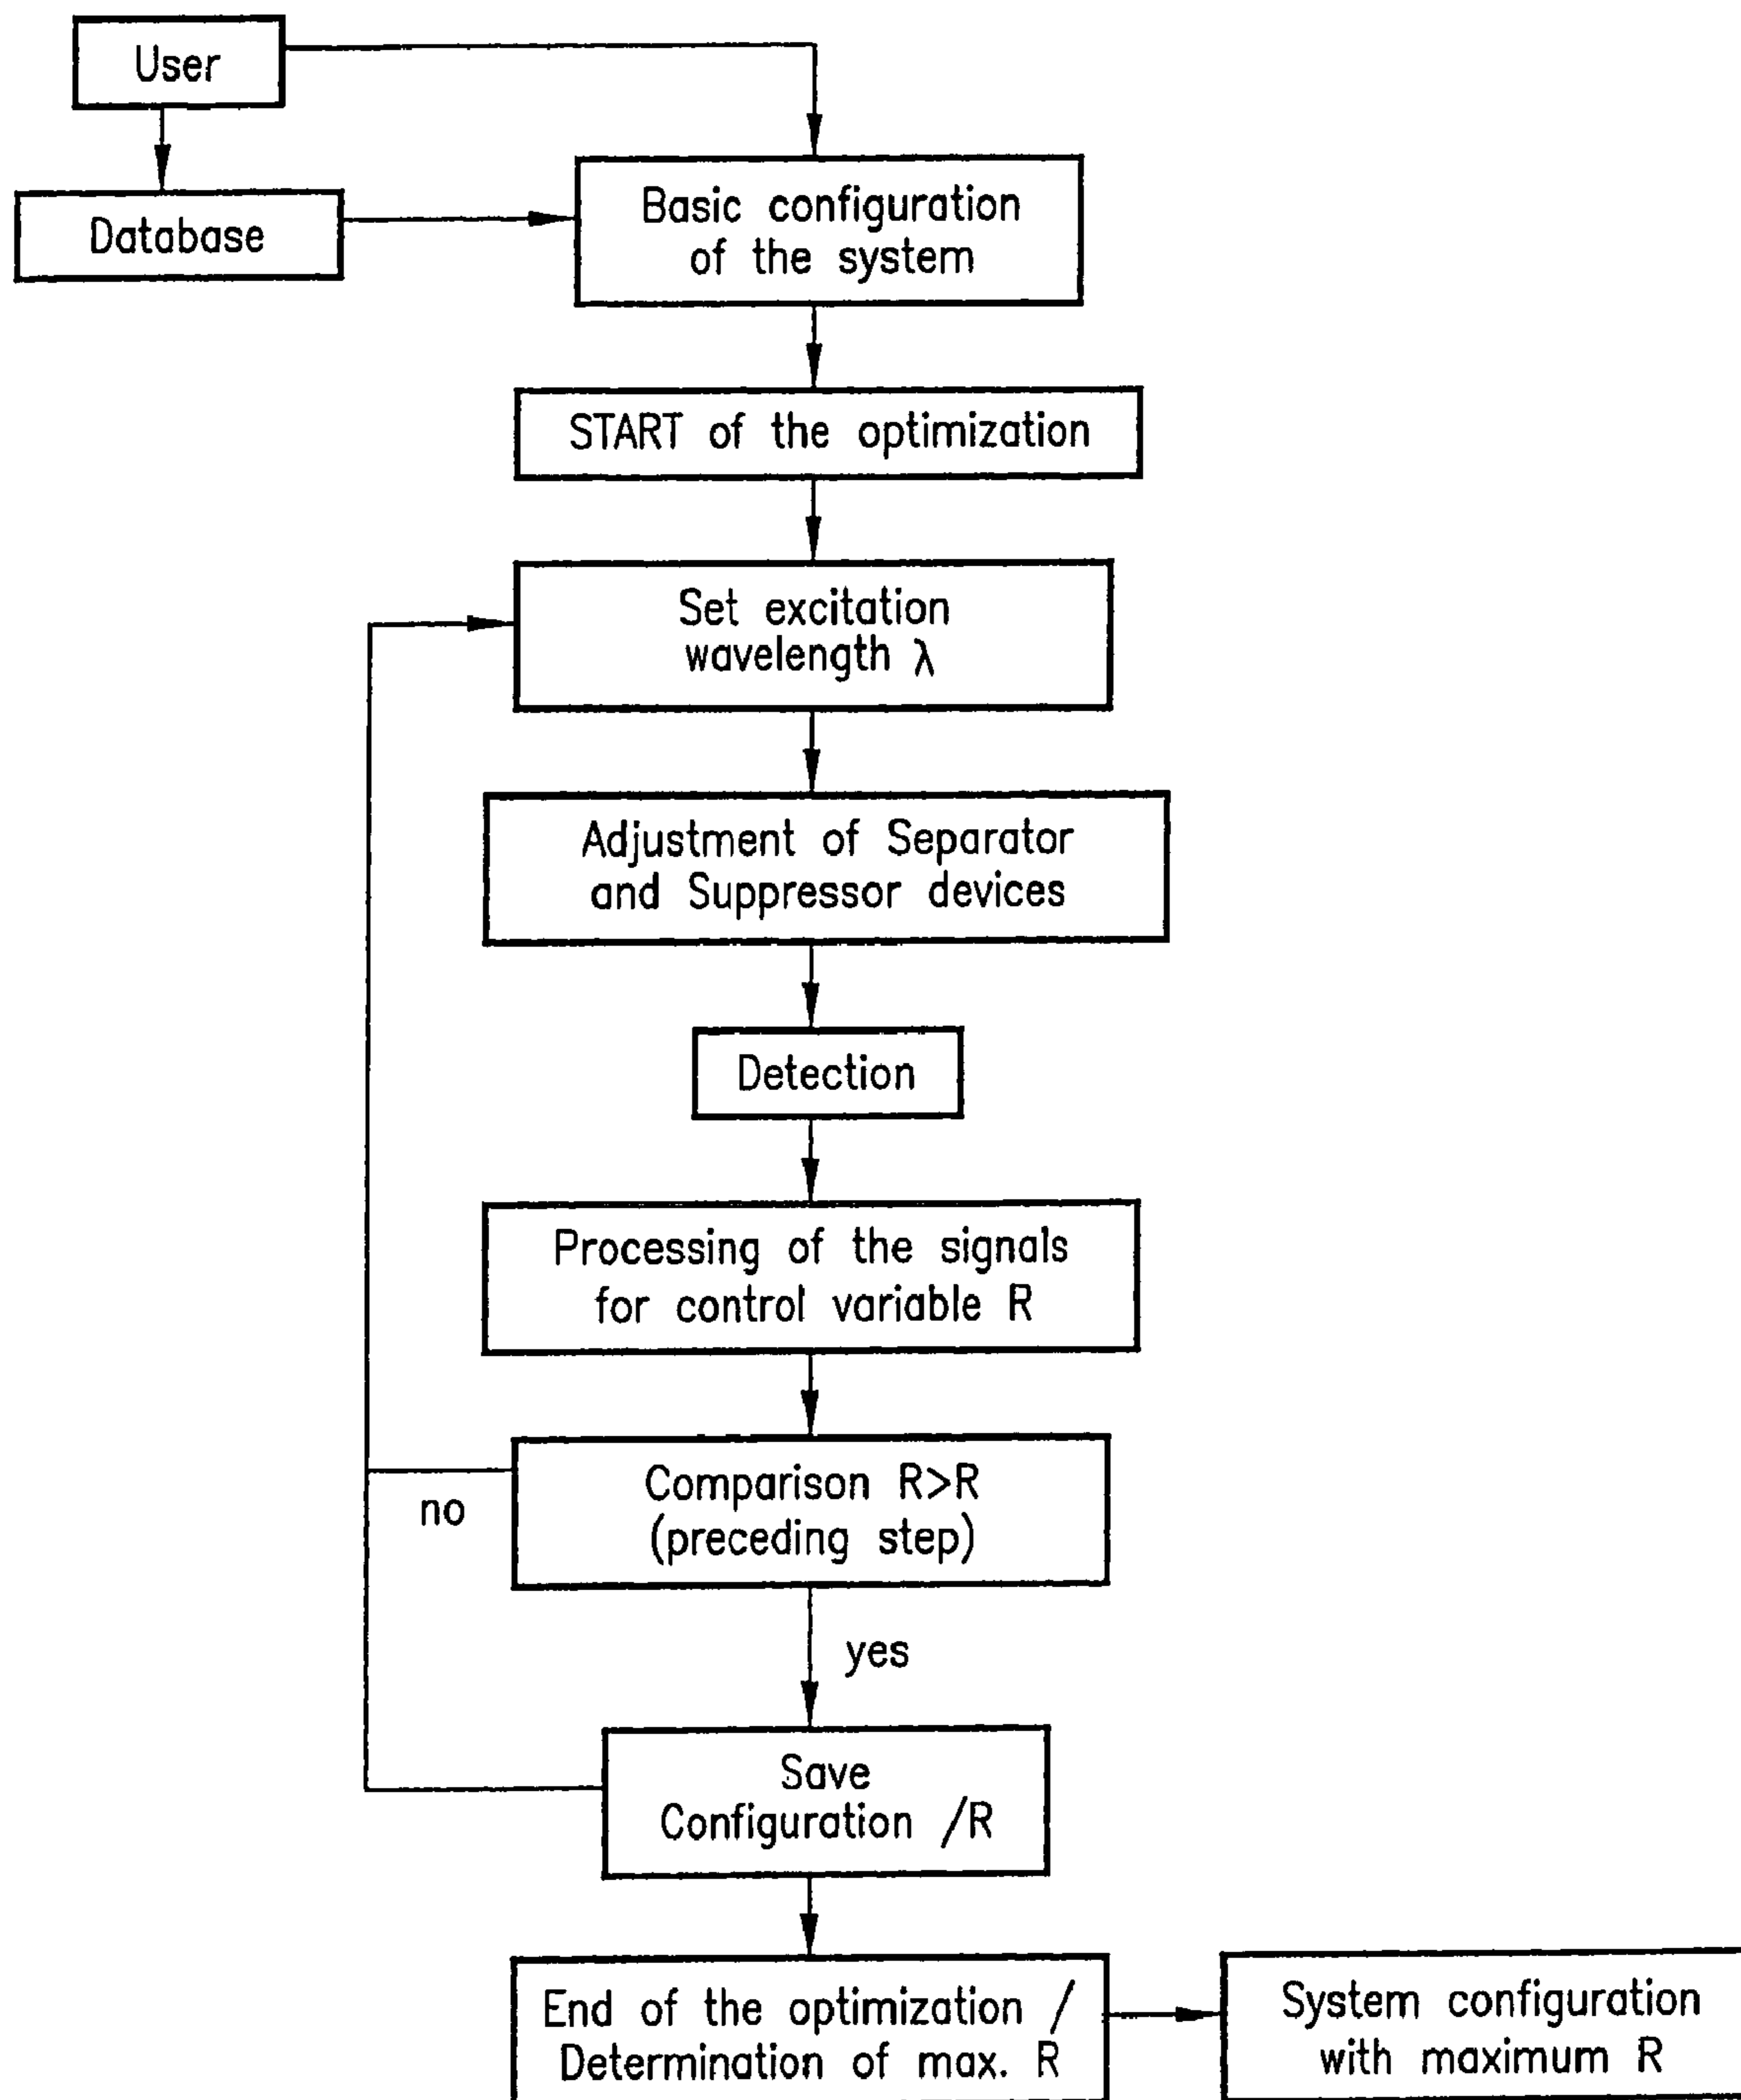 User
Database
Basic configuration
of the system
START of the optimization
Set excitation
wavelength λ
Adjustment of Separator
and Suppressor devices
Detection
Processing of the signals
for control variable R
Comparison R>R
(preceding step)
no
yes
Save
Configuration /R
End of the optimization /
Determination of max. R
System configuration
with maximum R